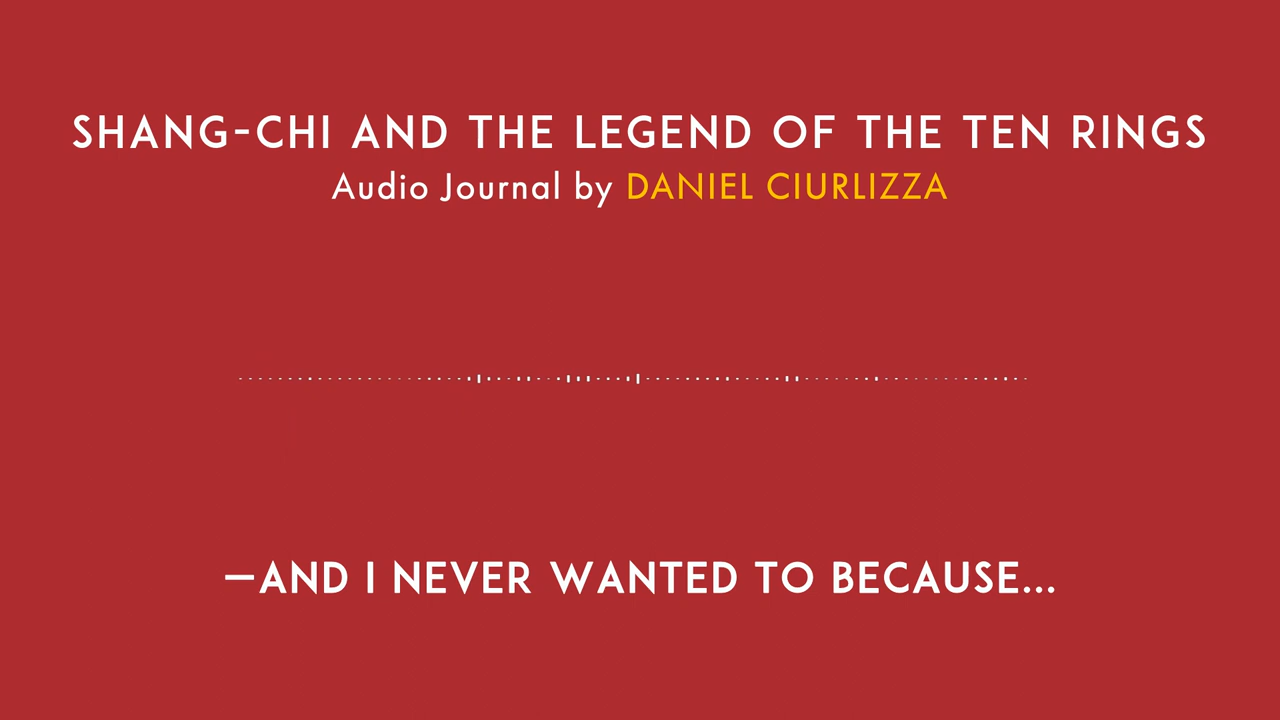 SHANG-CHI AND THE LEGEND OF THE TEN RINGS
Audio Journal by DANIEL CIURLIZZA
—AND I NEVER WANTED TO BECAUSE...